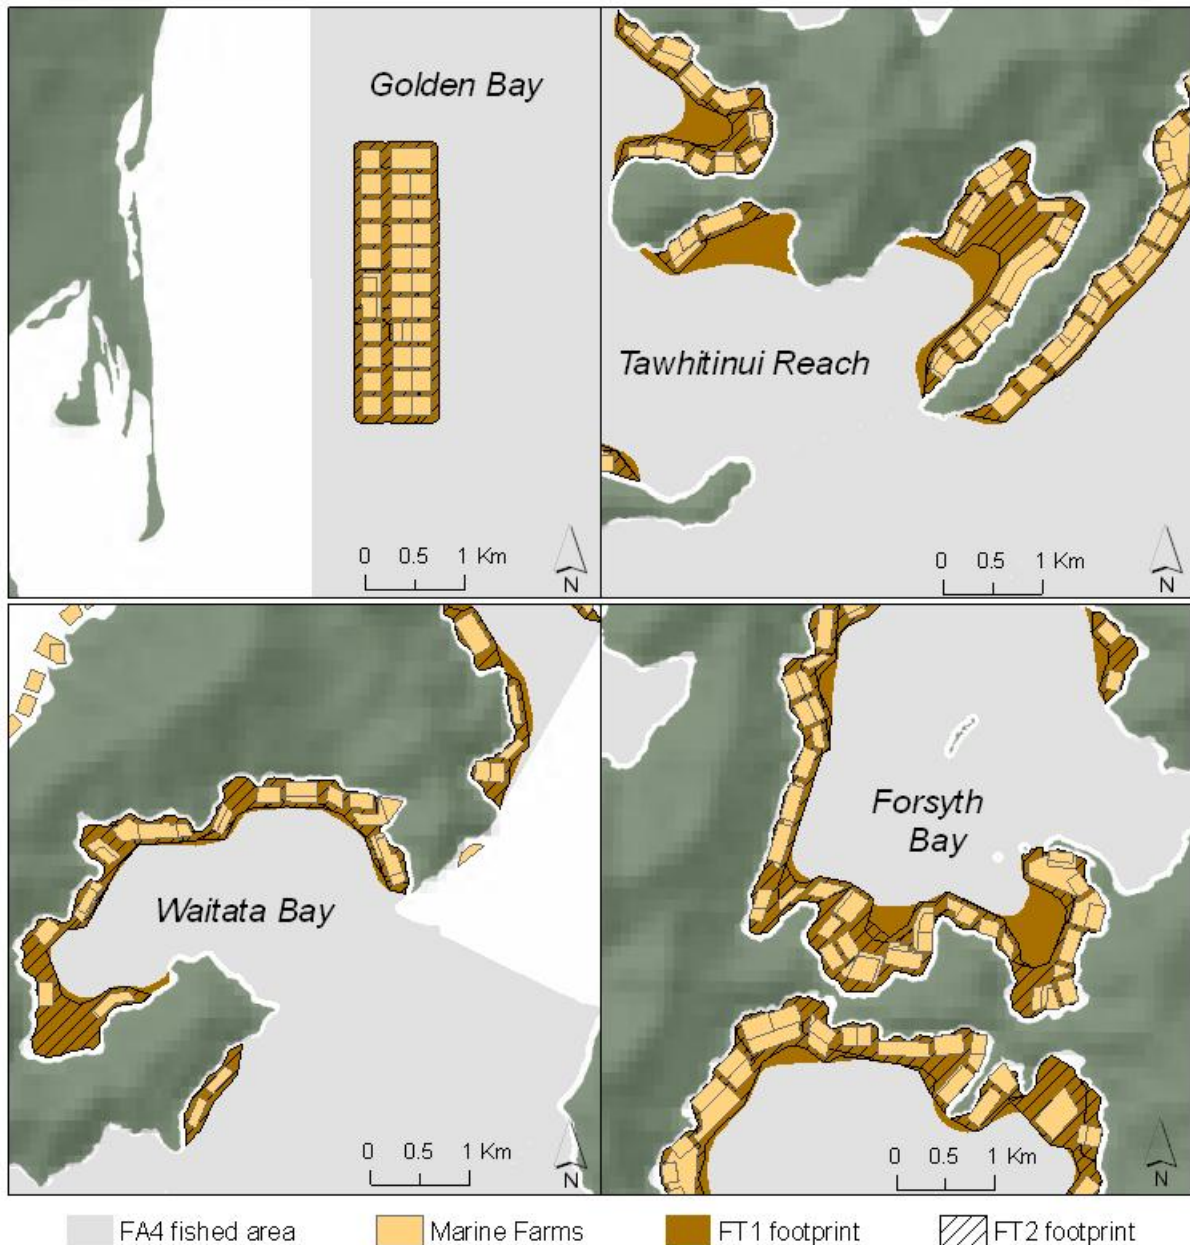 Golden Bay
0 0.5 1 Km
N
Tawhitinui Reach
0 0.5 1 Km
N
Waitata Bay
0 0.5 1 Km
N
Forsyth
Bay
0 0.5 1 Km
N
FA4 fished area Marine Farms FT1 footprint FT2 footprint